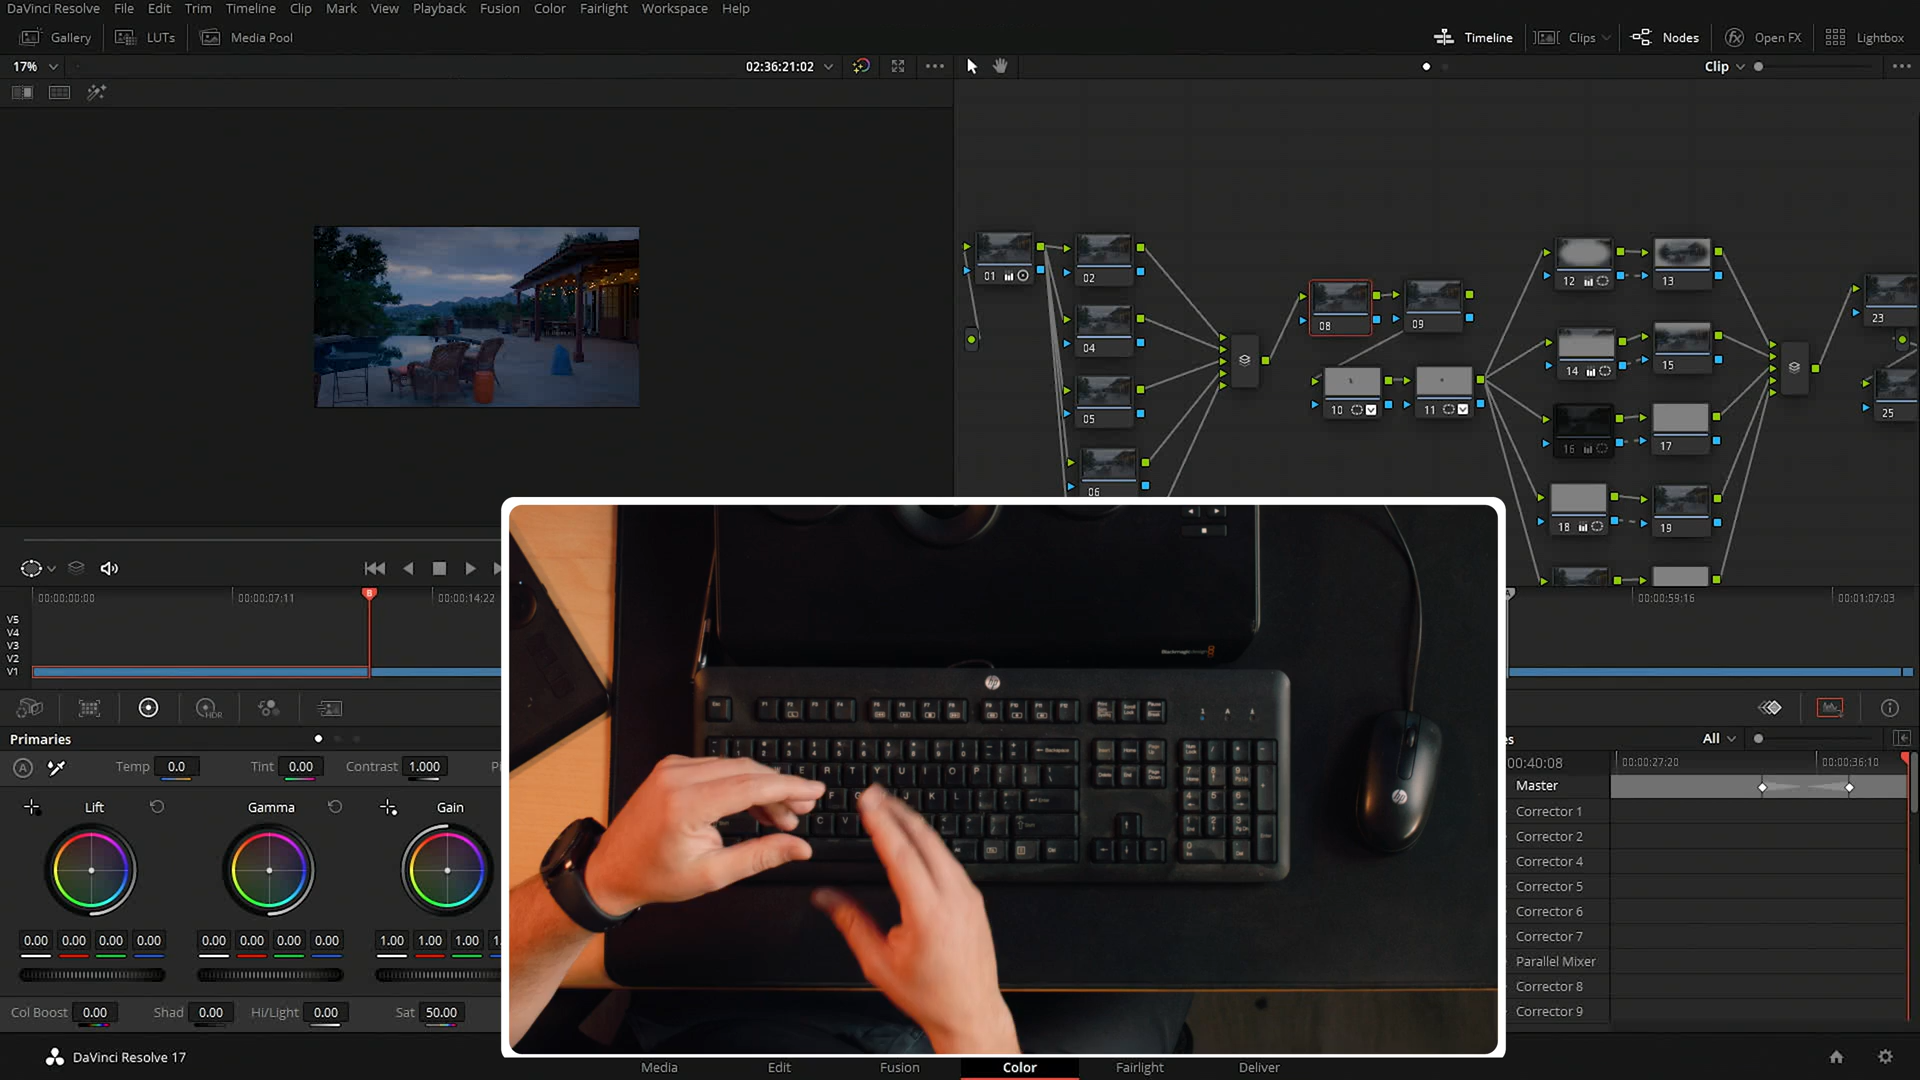 DaVinci Resolve File Edit Trim Timeline Clip Mark View Playback Fusion Color Fairlight Workspace Help
Gallery LUTs Media Pool Timeline Clips Nodes Open FX Lightbox
17% 02:36:21:02 Clip
01
02
04
05
06
08
09
10
11
12
13
14
15
16
17
18
19
23
25
00:00:00:00 00:00:07:11 00:00:14:22 00:00:59:16 00:01:07:03
V5
V4
V3
V2
V1
HDR
Primaries
All
Temp 0.0 Tint 0.00 Contrast 1.000
00:40:08 00:00:27:20 00:00:36:10
Lift Gamma Gain
0.00 0.00 0.00 0.00 0.00 0.00 0.00 0.00 1.00 1.00 1.00
Col Boost 0.00 Shad 0.00 Hi/Light 0.00 Sat 50.00
Master
Corrector 1
Corrector 2
Corrector 4
Corrector 5
Corrector 6
Corrector 7
Parallel Mixer
Corrector 8
Corrector 9
Blackmagicdesign
hp
DaVinci Resolve 17
Media Edit Fusion Color Fairlight Deliver